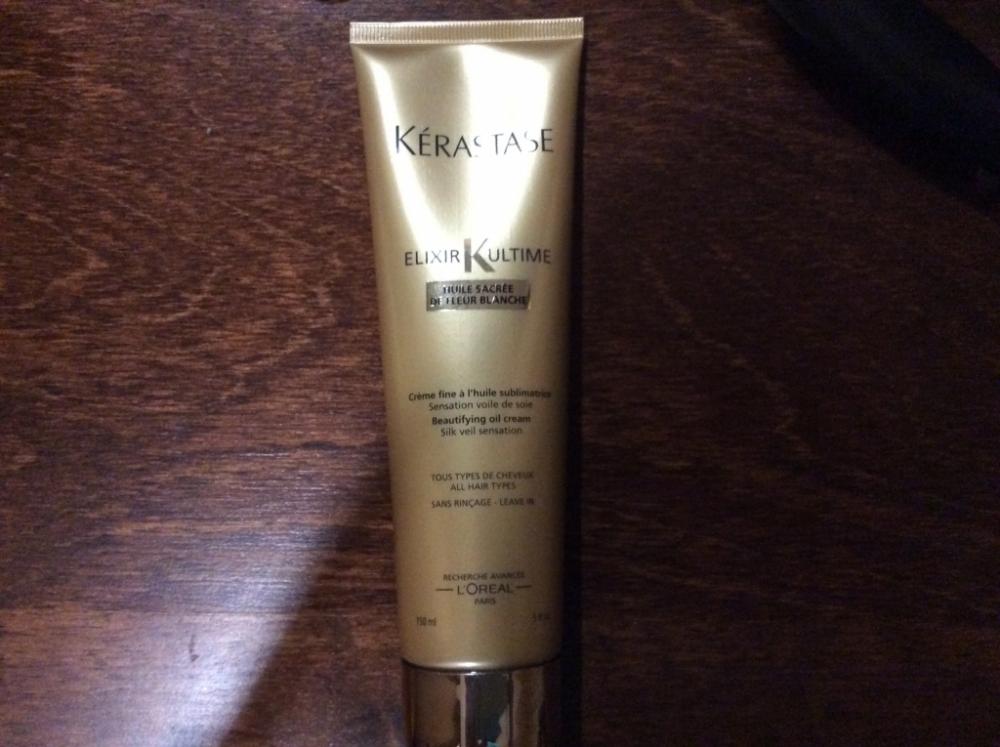 KÉRASTASE
ELIXIR K ULTIME
HUILE SACRÉE
DE FLEUR BLANCHE
Crème fine à l'huile sublimatrice
Sensation voile de soie
Beautifying oil cream
Silk veil sensation
TOUS TYPES DE CHEVEUX
ALL HAIR TYPES
SANS RINÇAGE - LEAVE IN
RECHERCHE AVANCÉE
L'ORÉAL
PARIS
150 ml